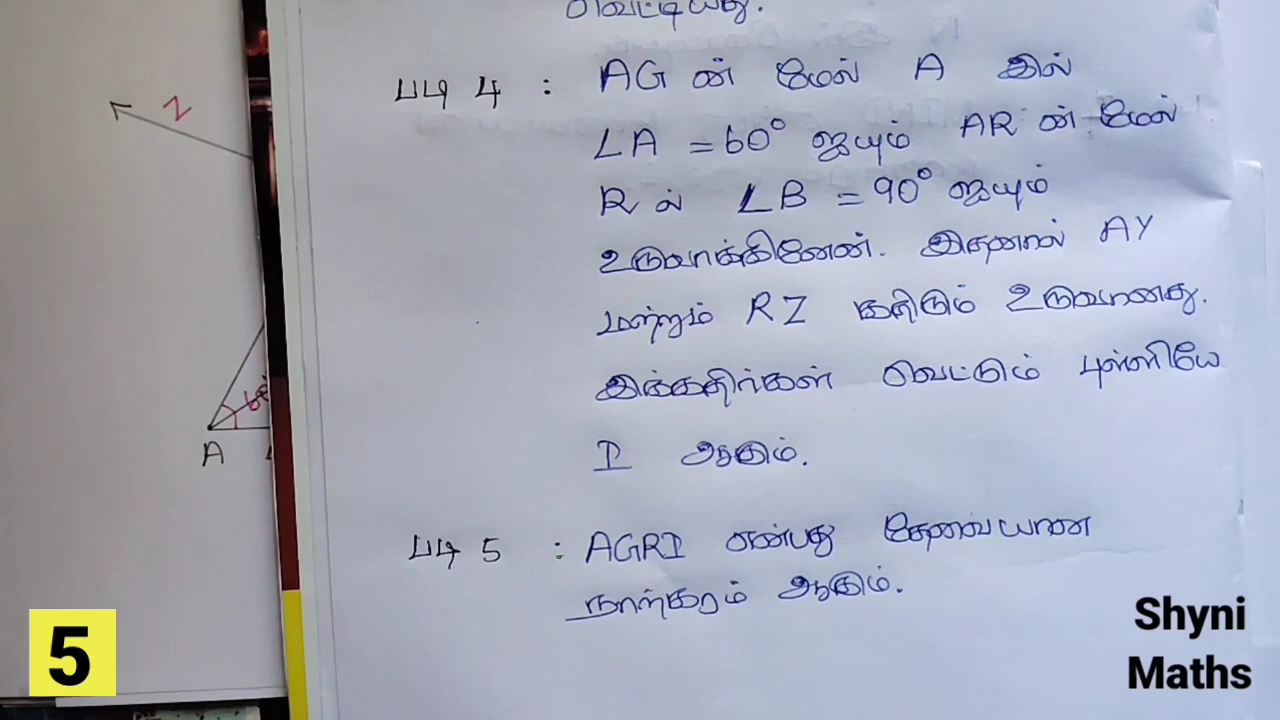 வெட்டியது.
படி 4 : AG ன் மேல் A இல்
∠A = 60° ஐயும் AR ன் மேல்
R ல் ∠B = 90° ஐயும்
உருவாக்கினேன். இதனால் AY
மற்றும் RZ கதிரும் உருவானது.
இக்கதிர்கள் வெட்டும் புள்ளியே
I ஆகும்.
படி 5 : AGRI என்பது தேவையான
நாற்கரம் ஆகும்.
Z
A
5
Shyni
Maths